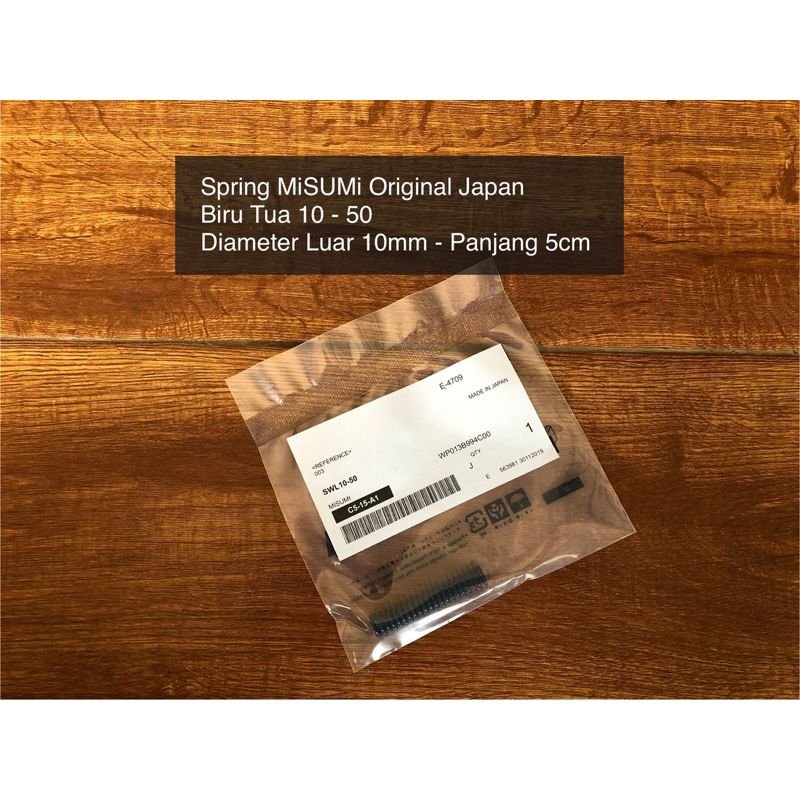 Spring MiSUMi Original Japan
Biru Tua 10 - 50
Diameter Luar 10mm - Panjang 5cm
E-4709
MADE IN JAPAN
<REFERENCE>
003
WP013B994C00
1
SWL10-50
QTY:
J
MISUMI
E 563981 30112019
C5-15-A1